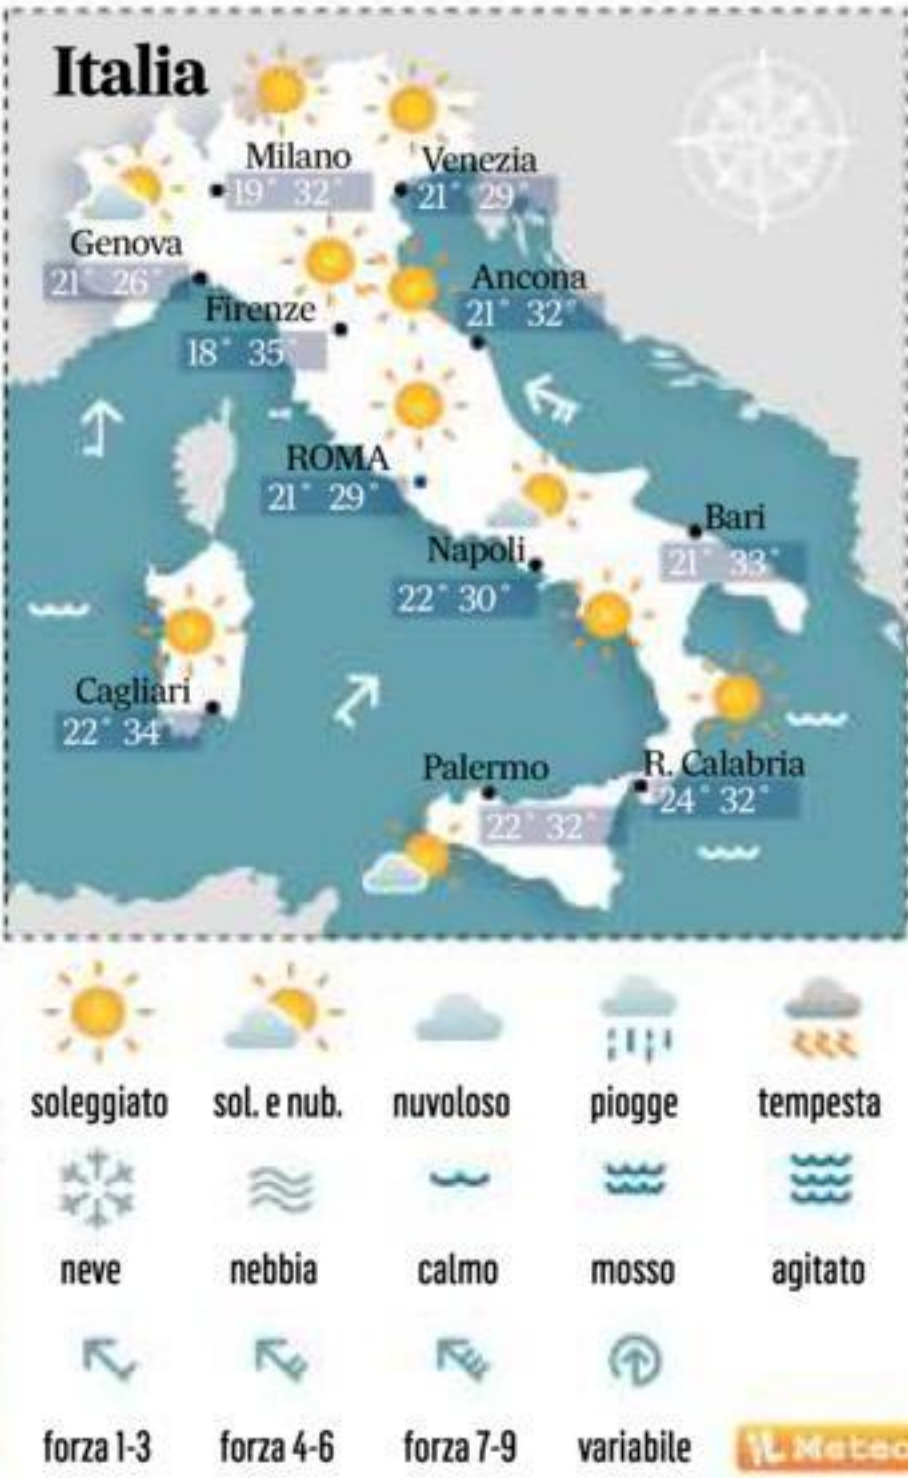 Italia
Milano
19° 32°
Venezia
21° 29°
Genova
21° 26°
Ancona
21° 32°
Firenze
18° 35°
ROMA
21° 29°
Bari
21° 33°
Napoli
22° 30°
Cagliari
22° 34°
Palermo
22° 32°
R. Calabria
24° 32°
soleggiato sol. e nub. nuvoloso piogge tempesta
neve nebbia calmo mosso agitato
forza 1-3 forza 4-6 forza 7-9 variabile